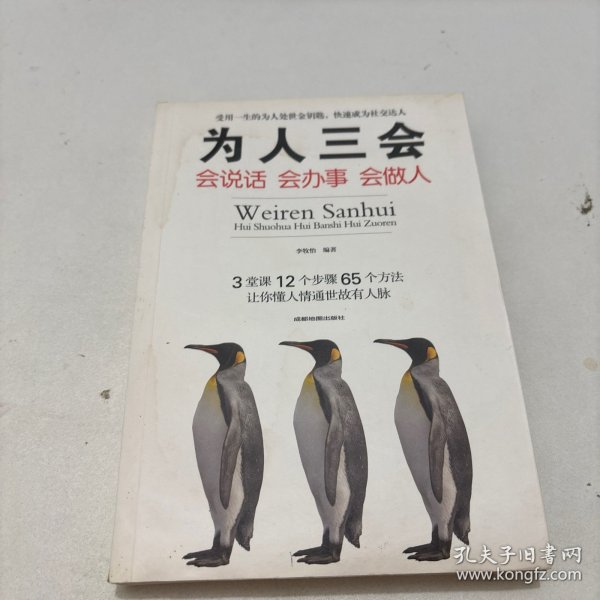 受用一生的为人处世金钥匙，快速成为社交达人
为人三会
会说话 会办事 会做人
Weiren Sanhui
Hui Shuohua Hui Banshi Hui Zuoren
李牧怡 编著
3堂课 12个步骤 65个方法
让你懂人情通世故有人脉
成都地图出版社
孔夫子旧书网
www.kongfz.com